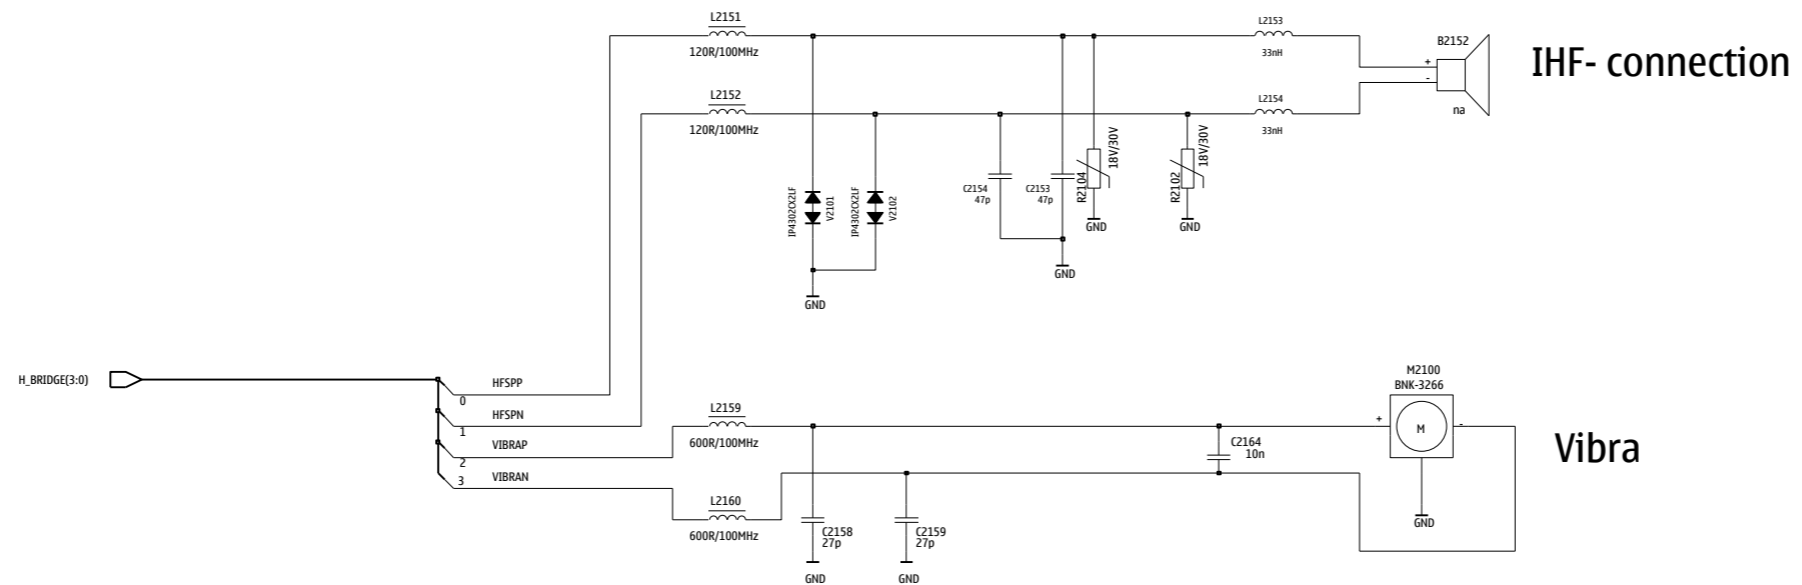 L2151
120R/100MHz
L2153
33nH
B2152
+
-
na
IHF- connection
L2152
120R/100MHz
L2154
33nH
IP4302CX2LF
V2101
IP4302CX2LF
V2102
C2154
47p
C2153
47p
R2104
18V/30V
R2102
18V/30V
GND
GND
GND
GND
H_BRIDGE(3:0)
HFSPP
0
HFSPN
1
VIBRAP
2
VIBRAN
3
L2159
600R/100MHz
L2160
600R/100MHz
C2158
27p
GND
C2159
27p
GND
C2164
10n
M2100
BNK-3266
+
M
-
GND
Vibra